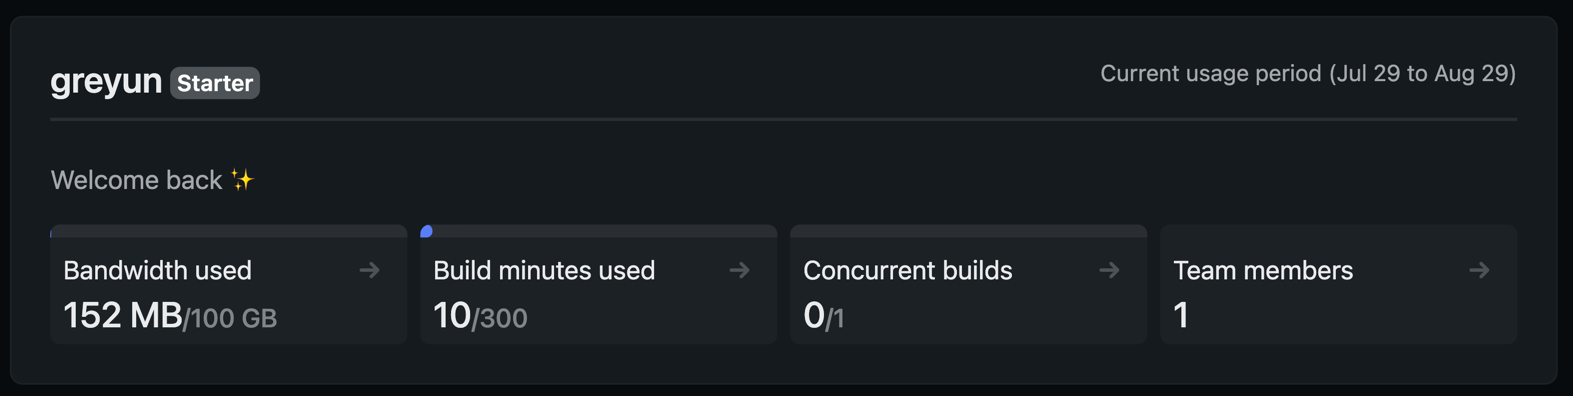 greyun Starter
Current usage period (Jul 29 to Aug 29)
Welcome back ✨
Bandwidth used →
152 MB/100 GB
Build minutes used →
10/300
Concurrent builds →
0/1
Team members →
1